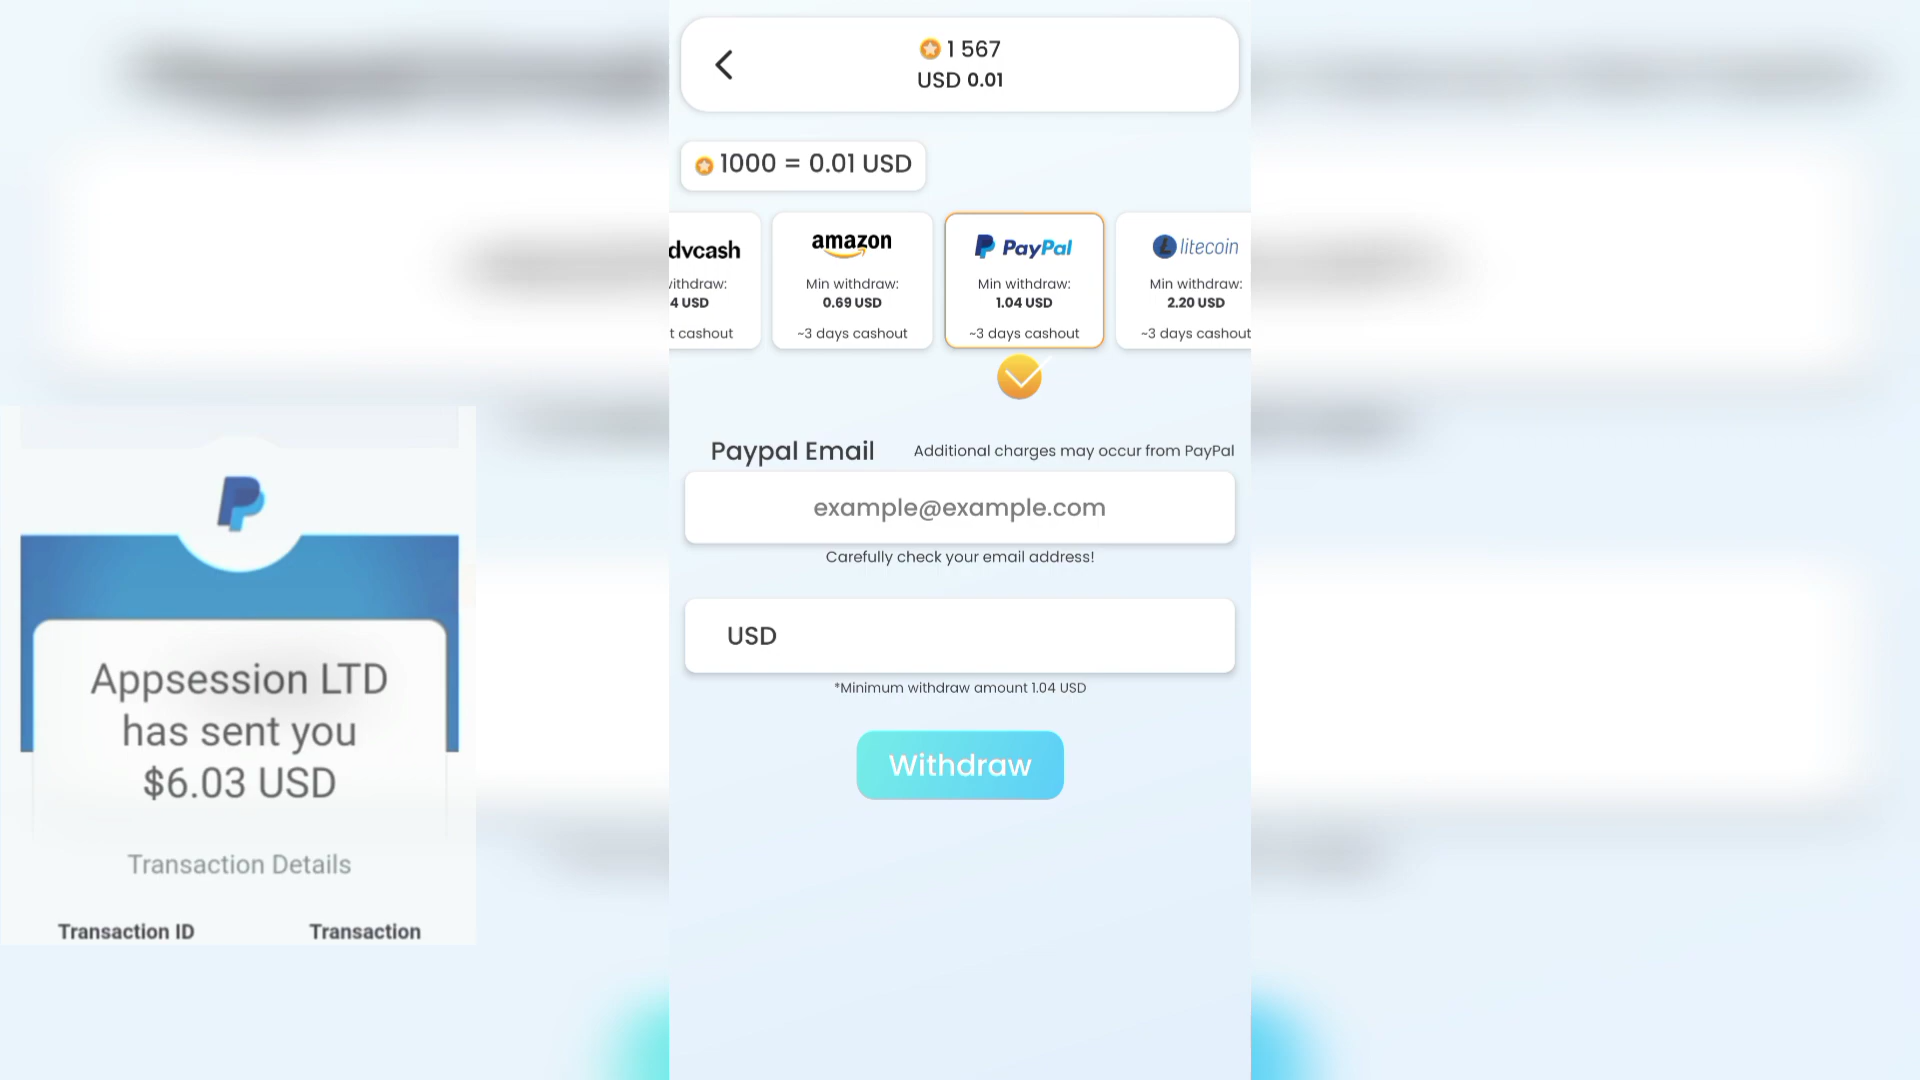 1 567
USD 0.01
1000 = 0.01 USD
dvcash
withdraw:
4 USD
t cashout
amazon
Min withdraw:
0.69 USD
~3 days cashout
PayPal
Min withdraw:
1.04 USD
~3 days cashout
litecoin
Min withdraw:
2.20 USD
~3 days cashout
Paypal Email
Additional charges may occur from PayPal
example@example.com
Carefully check your email address!
USD
*Minimum withdraw amount 1.04 USD
Withdraw
Appsession LTD
has sent you
$6.03 USD
Transaction Details
Transaction ID
Transaction